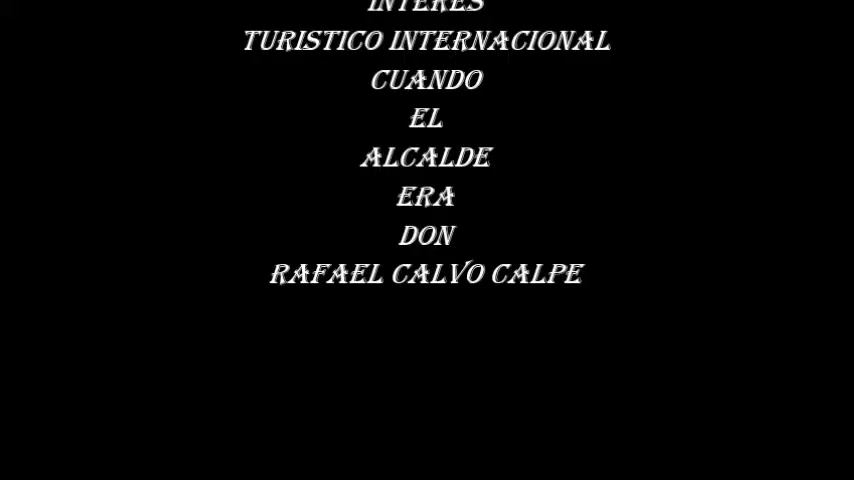 INTERES
TURISTICO INTERNACIONAL
CUANDO
EL
ALCALDE
ERA
DON
RAFAEL CALVO CALPE